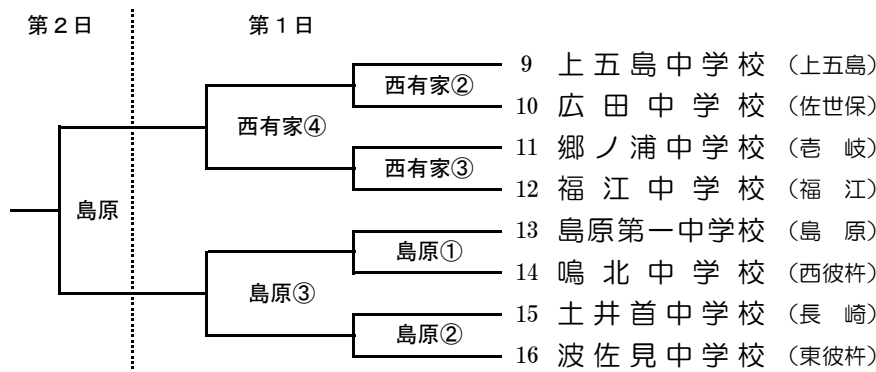 第2日 第1日
9 上五島中学校 (上五島)
西有家②
10 広田中学校 (佐世保)
西有家④
11 郷ノ浦中学校 (壱 岐)
西有家③
12 福江中学校 (福 江)
島原
13 島原第一中学校 (島 原)
島原①
14 鳴北中学校 (西彼杵)
島原③
15 土井首中学校 (長 崎)
島原②
16 波佐見中学校 (東彼杵)